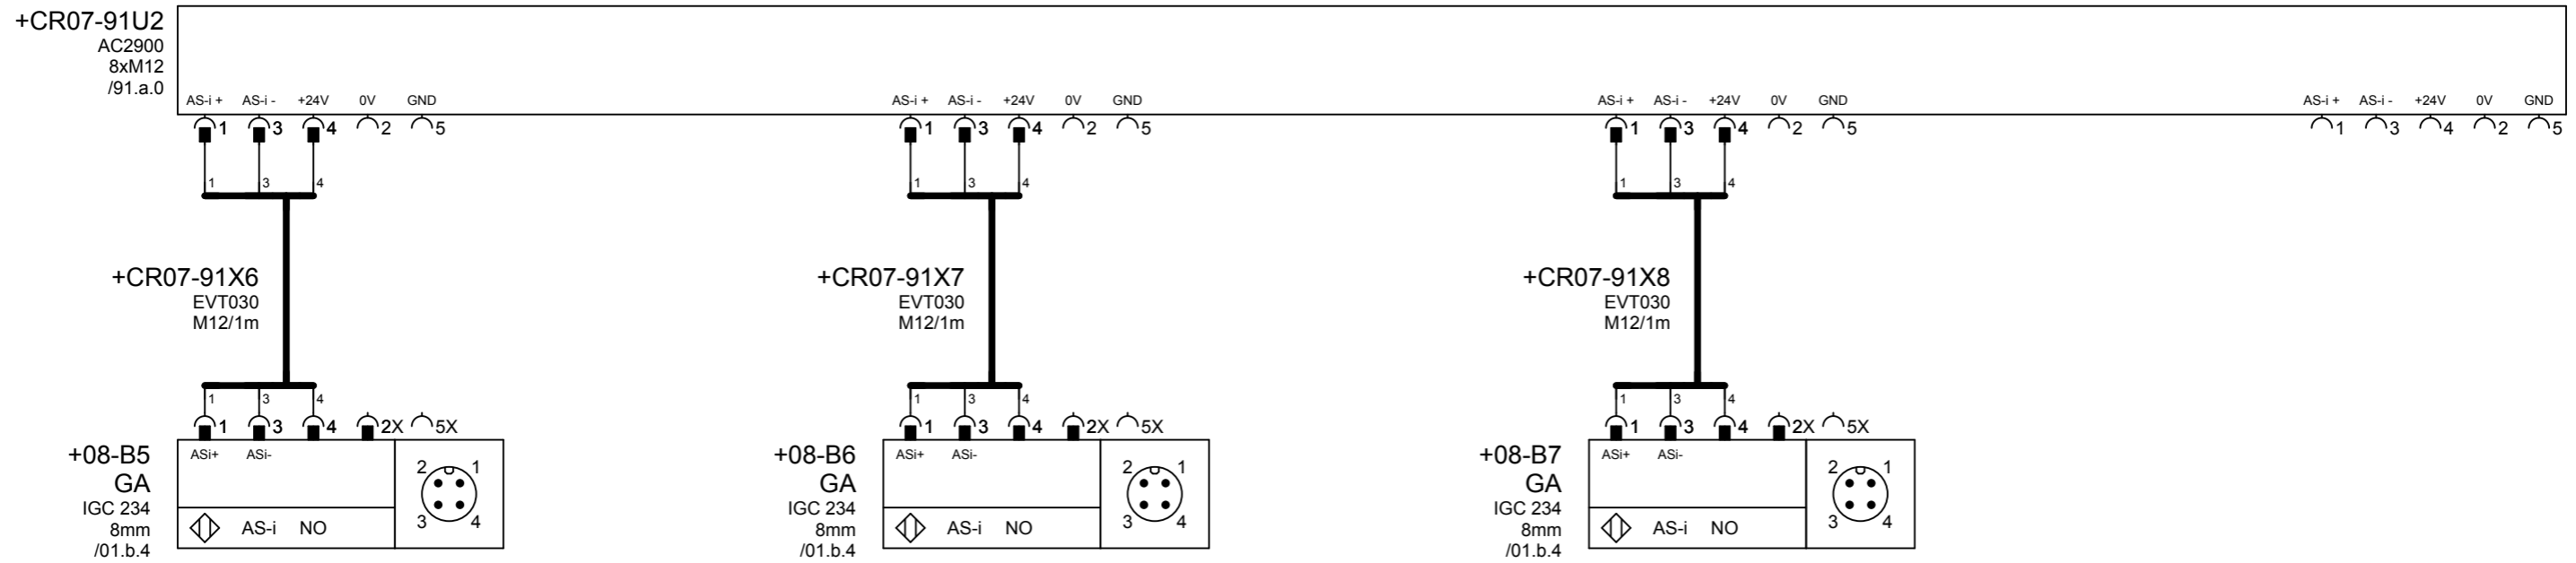 +CR07-91U2
AC2900
8xM12
/91.a.0
AS-i + AS-i - +24V 0V GND AS-i + AS-i - +24V 0V GND AS-i + AS-i - +24V 0V GND AS-i + AS-i - +24V 0V GND
1 3 4 2 5 1 3 4 2 5 1 3 4 2 5 1 3 4 2 5
1 3 4 1 3 4 1 3 4
+CR07-91X6
EVT030
M12/1m
+CR07-91X7
EVT030
M12/1m
+CR07-91X8
EVT030
M12/1m
1 3 4 1 3 4 1 3 4
1 3 4 2X 5X 1 3 4 2X 5X 1 3 4 2X 5X
+08-B5
GA
IGC 234
8mm
/01.b.4
ASi+ ASi-
AS-i NO
2 1
3 4
+08-B6
GA
IGC 234
8mm
/01.b.4
ASi+ ASi-
AS-i NO
2 1
3 4
+08-B7
GA
IGC 234
8mm
/01.b.4
ASi+ ASi-
AS-i NO
2 1
3 4